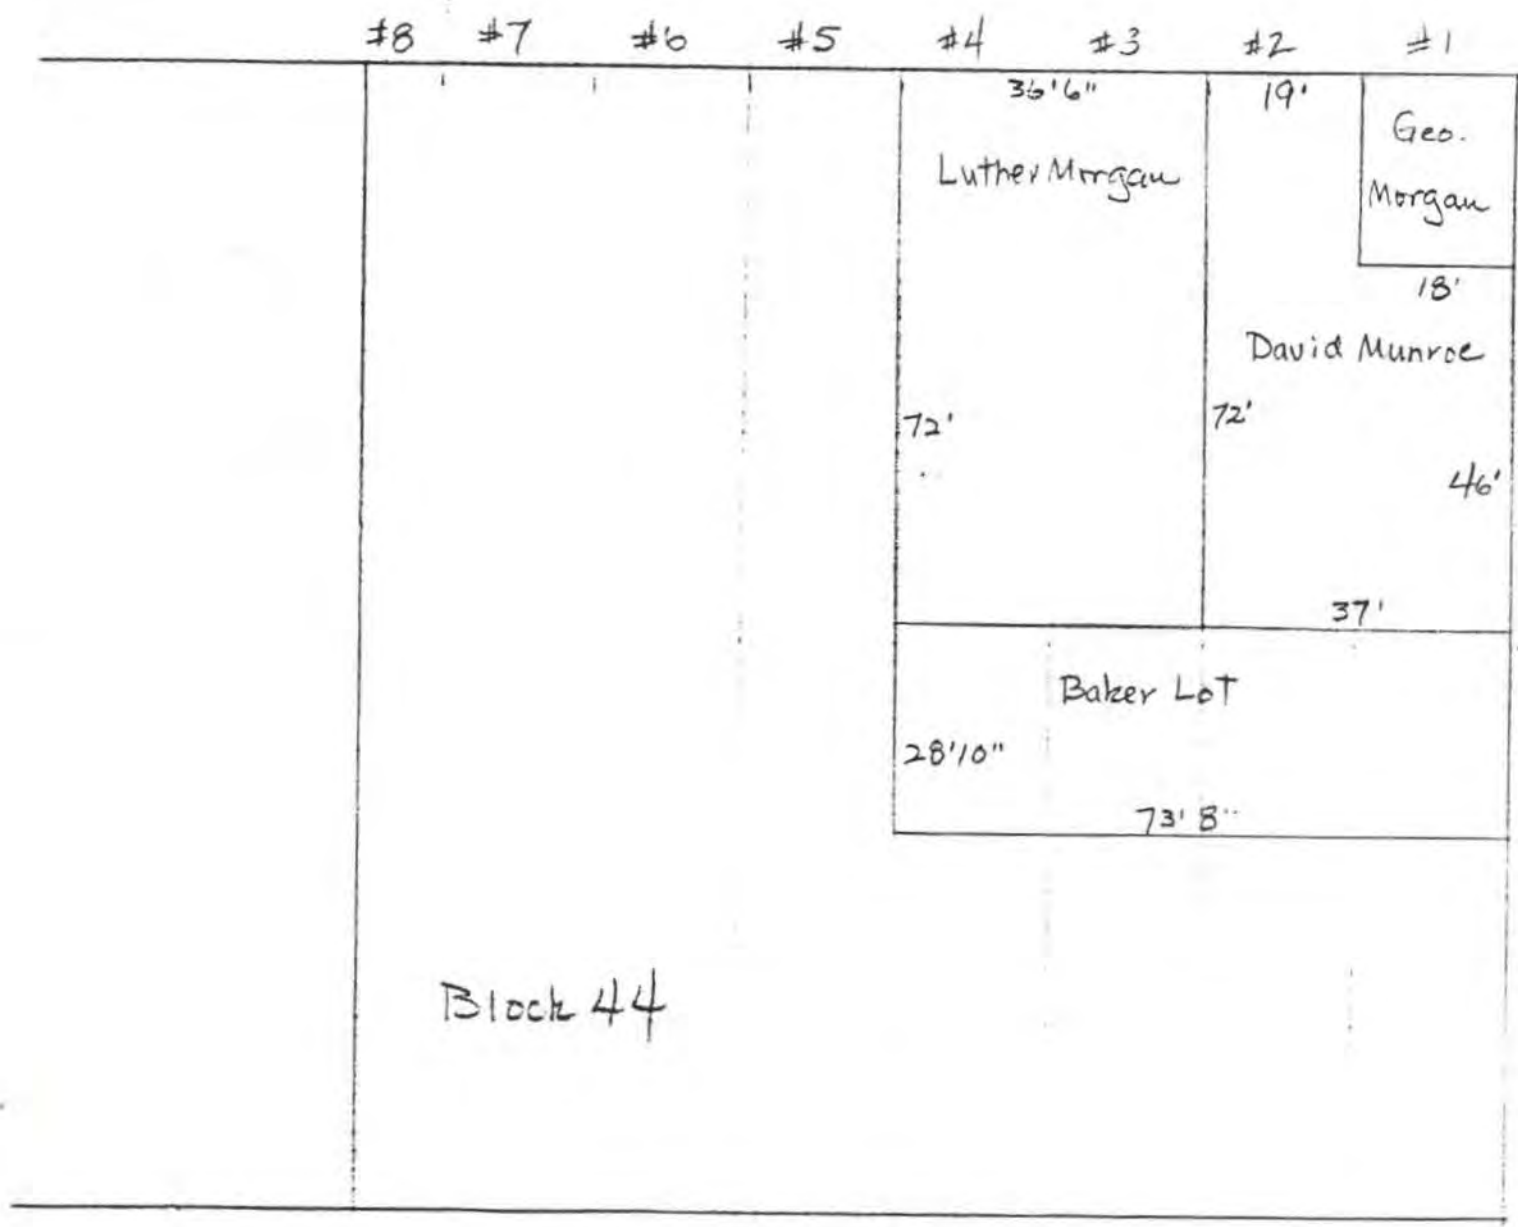 #8 #7 #6 #5 #4 #3 #2 #1
36'6" 19'
Geo.
Morgan
Luther Morgan
18'
David Munroe
72' 72'
46'
37'
Baker Lot
28'10"
73' 8"
Block 44